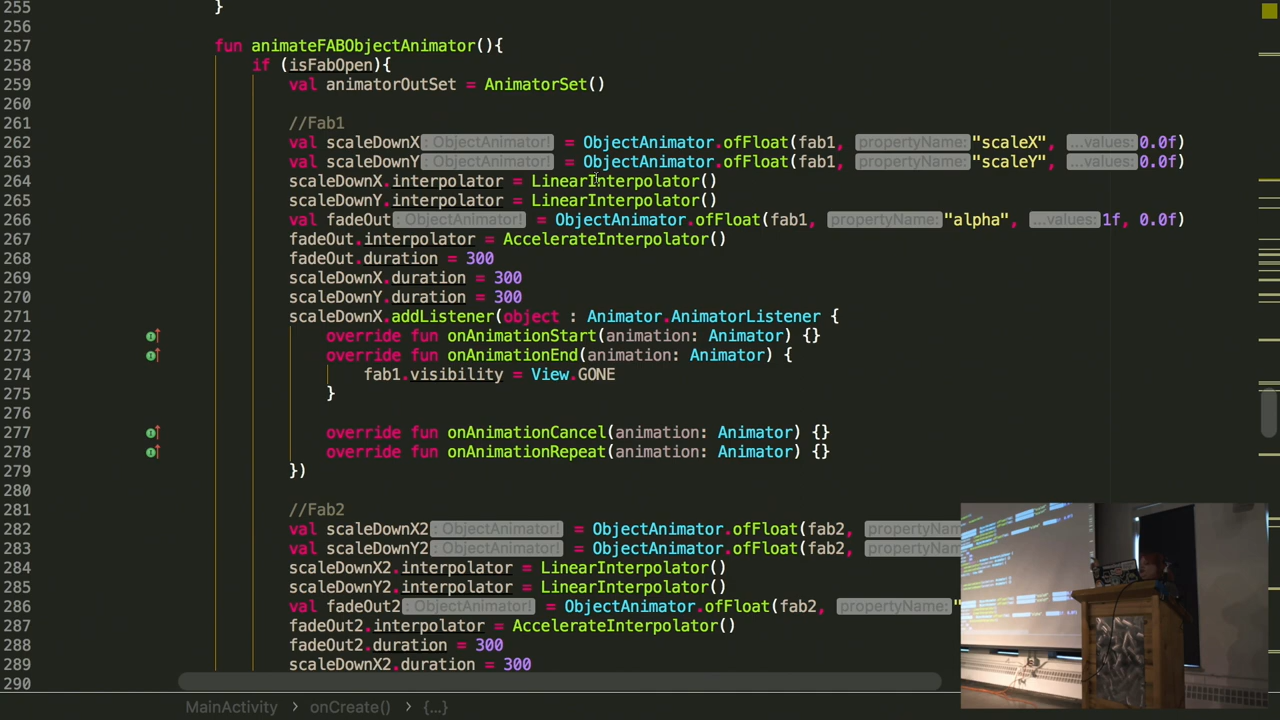 255 }
256
257 fun animateFABObjectAnimator(){
258 if (isFabOpen){
259 val animatorOutSet = AnimatorSet()
260
261 //Fab1
262 val scaleDownX: ObjectAnimator! = ObjectAnimator.ofFloat(fab1, propertyName: "scaleX", ...values: 0.0f)
263 val scaleDownY: ObjectAnimator! = ObjectAnimator.ofFloat(fab1, propertyName: "scaleY", ...values: 0.0f)
264 scaleDownX.interpolator = LinearInterpolator()
265 scaleDownY.interpolator = LinearInterpolator()
266 val fadeOut: ObjectAnimator! = ObjectAnimator.ofFloat(fab1, propertyName: "alpha", ...values: 1f, 0.0f)
267 fadeOut.interpolator = AccelerateInterpolator()
268 fadeOut.duration = 300
269 scaleDownX.duration = 300
270 scaleDownY.duration = 300
271 scaleDownX.addListener(object : Animator.AnimatorListener {
272 override fun onAnimationStart(animation: Animator) {}
273 override fun onAnimationEnd(animation: Animator) {
274 fab1.visibility = View.GONE
275 }
276
277 override fun onAnimationCancel(animation: Animator) {}
278 override fun onAnimationRepeat(animation: Animator) {}
279 })
280
281 //Fab2
282 val scaleDownX2: ObjectAnimator! = ObjectAnimator.ofFloat(fab2, propertyNam
283 val scaleDownY2: ObjectAnimator! = ObjectAnimator.ofFloat(fab2, propertyNam
284 scaleDownX2.interpolator = LinearInterpolator()
285 scaleDownY2.interpolator = LinearInterpolator()
286 val fadeOut2: ObjectAnimator! = ObjectAnimator.ofFloat(fab2, propertyName: "
287 fadeOut2.interpolator = AccelerateInterpolator()
288 fadeOut2.duration = 300
289 scaleDownX2.duration = 300
290
MainActivity > onCreate() > {...}